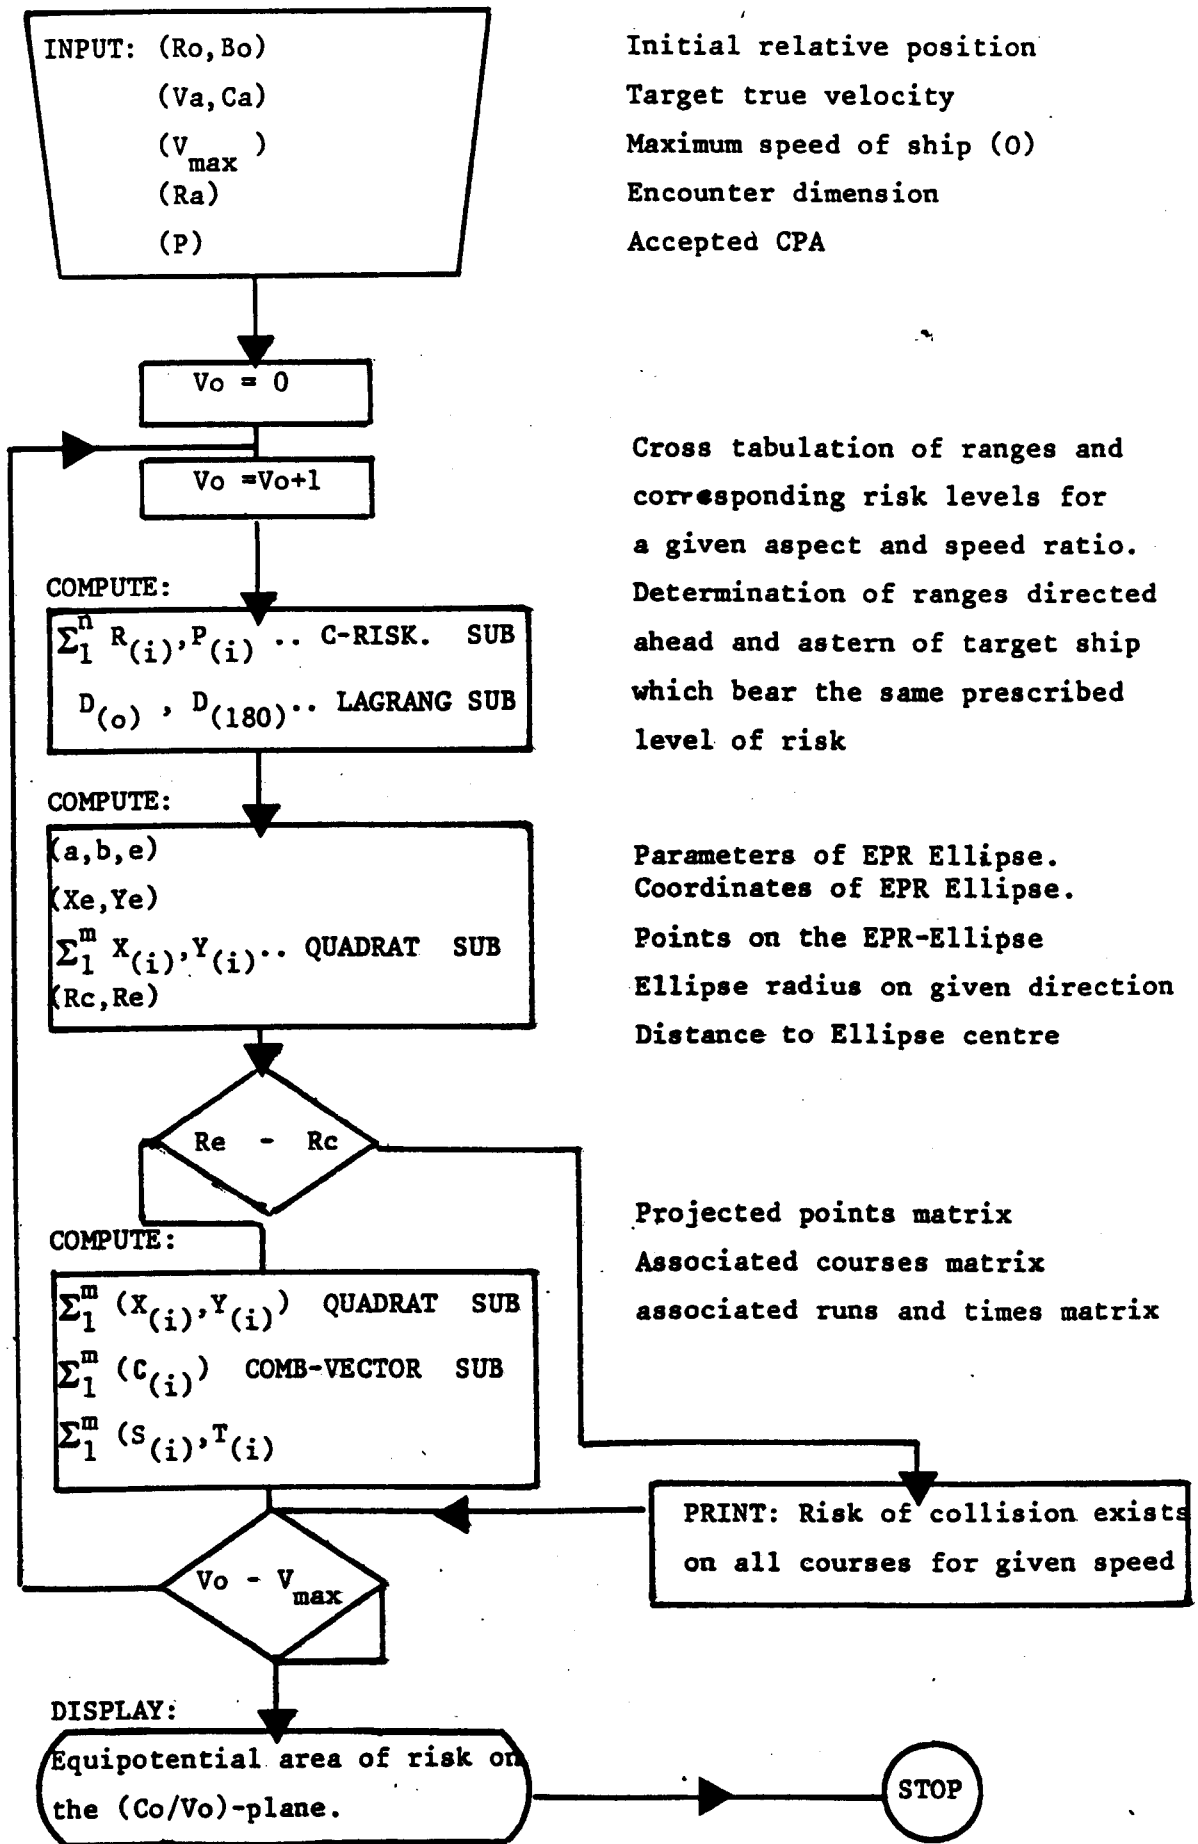 INPUT: (Ro,Bo) Initial relative position
(Va,Ca) Target true velocity
(Vmax ) Maximum speed of ship (O)
(Ra) Encounter dimension
(P) Accepted CPA
Vo = 0
Vo =Vo+1
Cross tabulation of ranges and
corresponding risk levels for
a given aspect and speed ratio.
Determination of ranges directed
ahead and astern of target ship
which bear the same prescribed
level of risk
COMPUTE:
Σ₁ⁿ R(i),P(i) .. C-RISK. SUB
D(o) , D(180).. LAGRANG SUB
COMPUTE:
(a,b,e) Parameters of EPR Ellipse.
(Xe,Ye) Coordinates of EPR Ellipse.
Σ₁ᵐ X(i),Y(i).. QUADRAT SUB Points on the EPR-Ellipse
(Rc,Re) Ellipse radius on given direction
Distance to Ellipse centre
Re - Rc
Projected points matrix
Associated courses matrix
associated runs and times matrix
COMPUTE:
Σ₁ᵐ (X(i),Y(i)) QUADRAT SUB
Σ₁ᵐ (C(i)) COMB-VECTOR SUB
Σ₁ᵐ (S(i),T(i)
PRINT: Risk of collision exists
on all courses for given speed
Vo - Vmax
DISPLAY:
Equipotential area of risk on
the (Co/Vo)-plane.
STOP